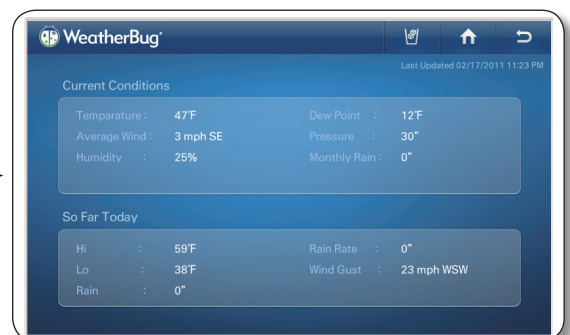 WeatherBug®
Last Updated 02/17/2011 11:23 PM
Current Conditions
Temparature : 47°F Dew Point : 12°F
Average Wind : 3 mph SE Pressure : 30"
Humidity : 25% Monthly Rain : 0"
So Far Today
Hi : 59°F Rain Rate : 0"
Lo : 38°F Wind Gust : 23 mph WSW
Rain : 0"